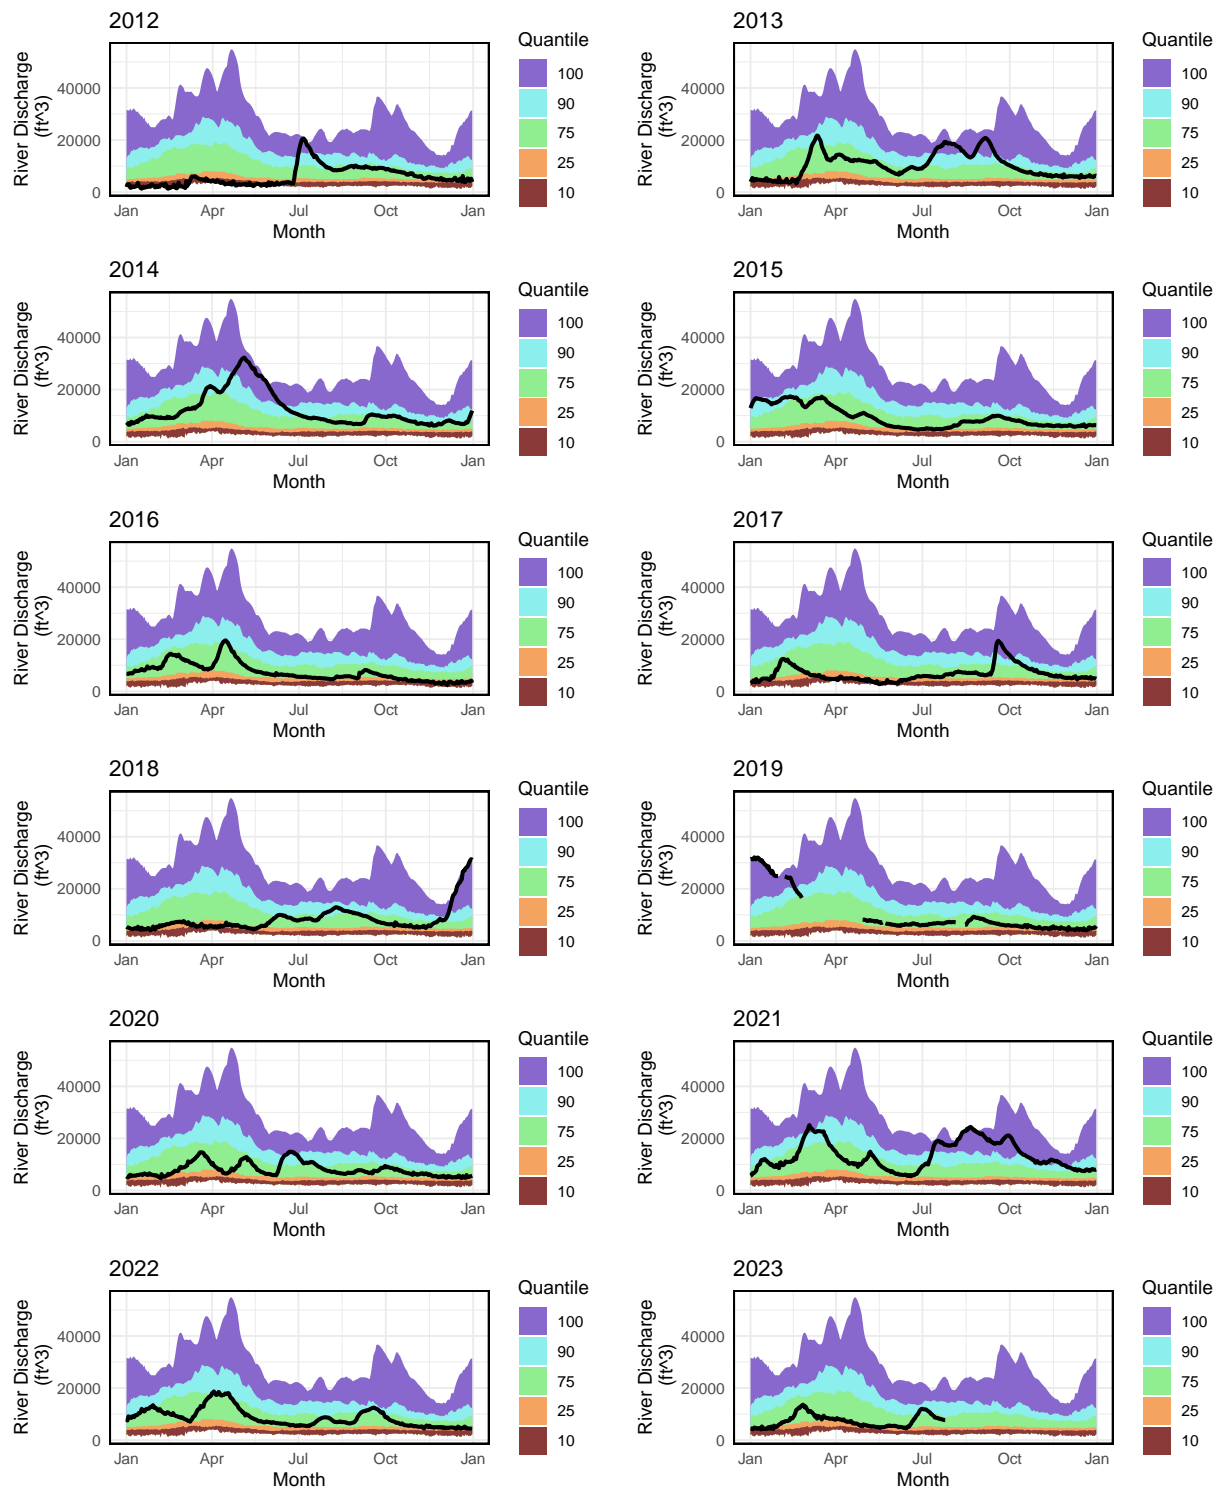 2012
River Discharge
(ft^3)
40000
20000
0
Jan
Apr
Jul
Oct
Jan
Month
Quantile
100
90
75
25
10
2013
River Discharge
(ft^3)
40000
20000
0
Jan
Apr
Jul
Oct
Jan
Month
Quantile
100
90
75
25
10
2014
River Discharge
(ft^3)
40000
20000
0
Jan
Apr
Jul
Oct
Jan
Month
Quantile
100
90
75
25
10
2015
River Discharge
(ft^3)
40000
20000
0
Jan
Apr
Jul
Oct
Jan
Month
Quantile
100
90
75
25
10
2016
River Discharge
(ft^3)
40000
20000
0
Jan
Apr
Jul
Oct
Jan
Month
Quantile
100
90
75
25
10
2017
River Discharge
(ft^3)
40000
20000
0
Jan
Apr
Jul
Oct
Jan
Month
Quantile
100
90
75
25
10
2018
River Discharge
(ft^3)
40000
20000
0
Jan
Apr
Jul
Oct
Jan
Month
Quantile
100
90
75
25
10
2019
River Discharge
(ft^3)
40000
20000
0
Jan
Apr
Jul
Oct
Jan
Month
Quantile
100
90
75
25
10
2020
River Discharge
(ft^3)
40000
20000
0
Jan
Apr
Jul
Oct
Jan
Month
Quantile
100
90
75
25
10
2021
River Discharge
(ft^3)
40000
20000
0
Jan
Apr
Jul
Oct
Jan
Month
Quantile
100
90
75
25
10
2022
River Discharge
(ft^3)
40000
20000
0
Jan
Apr
Jul
Oct
Jan
Month
Quantile
100
90
75
25
10
2023
River Discharge
(ft^3)
40000
20000
0
Jan
Apr
Jul
Oct
Jan
Month
Quantile
100
90
75
25
10